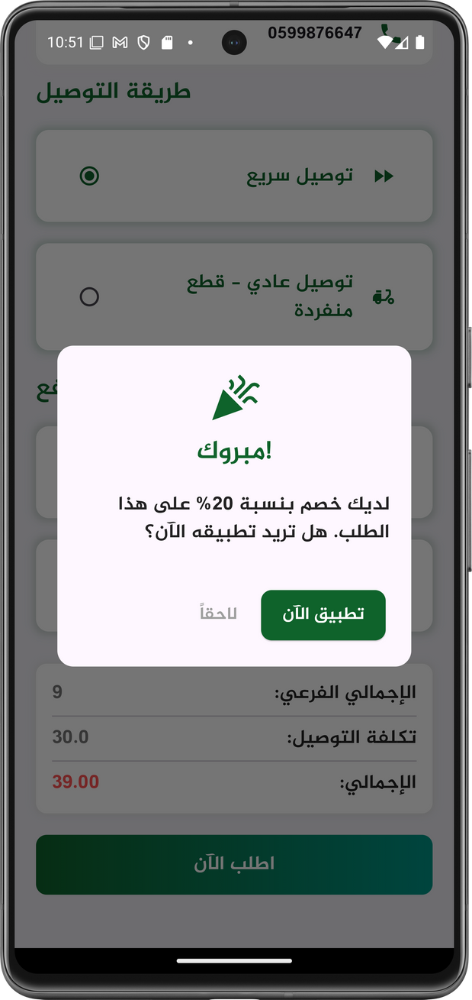 10:51
0599876647
طريقة التوصيل
توصيل سريع
توصيل عادي - قطع
منفردة
مبروك!
لديك خصم بنسبة 20% على هذا
الطلب. هل تريد تطبيقه الآن؟
تطبيق الآن
لاحقاً
الإجمالي الفرعي: 9
تكلفة التوصيل: 30.0
الإجمالي: 39.00
اطلب الآن